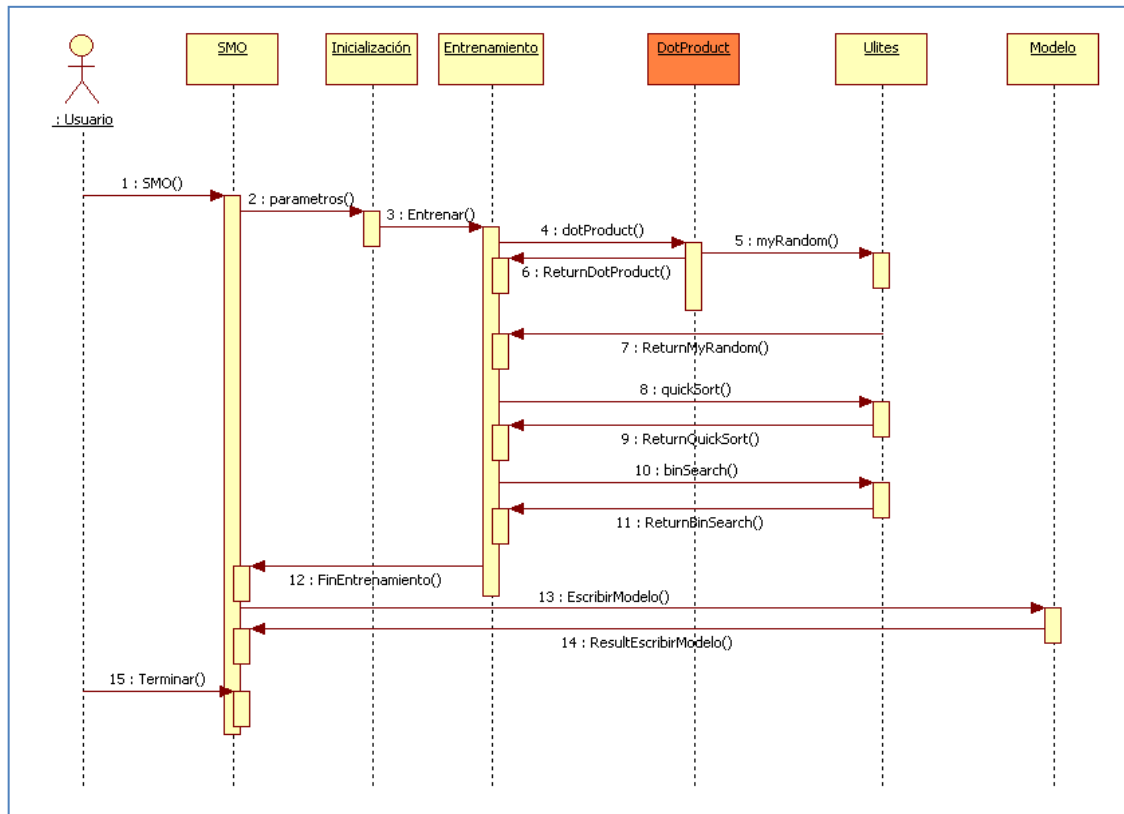 SMO
Inicialización
Entrenamiento
DotProduct
Ulites
Modelo
: Usuario
1 : SMO()
2 : parametros()
3 : Entrenar()
4 : dotProduct()
5 : myRandom()
6 : ReturnDotProduct()
7 : ReturnMyRandom()
8 : quickSort()
9 : ReturnQuickSort()
10 : binSearch()
11 : ReturnBinSearch()
12 : FinEntrenamiento()
13 : EscribirModelo()
14 : ResultEscribirModelo()
15 : Terminar()